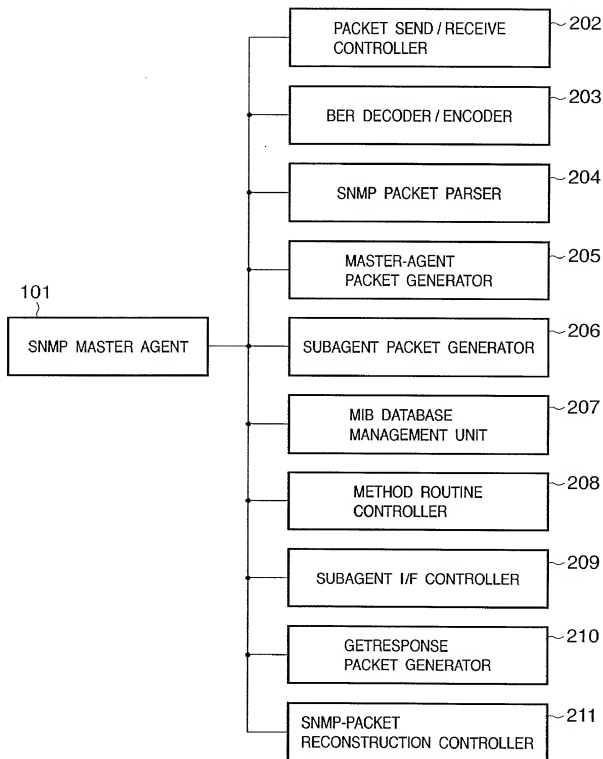 PACKET SEND / RECEIVE
CONTROLLER
202
BER DECODER / ENCODER
203
SNMP PACKET PARSER
204
MASTER-AGENT
PACKET GENERATOR
205
101
SNMP MASTER AGENT
SUBAGENT PACKET GENERATOR
206
MIB DATABASE
MANAGEMENT UNIT
207
METHOD ROUTINE
CONTROLLER
208
SUBAGENT I/F CONTROLLER
209
GETRESPONSE
PACKET GENERATOR
210
SNMP-PACKET
RECONSTRUCTION CONTROLLER
211